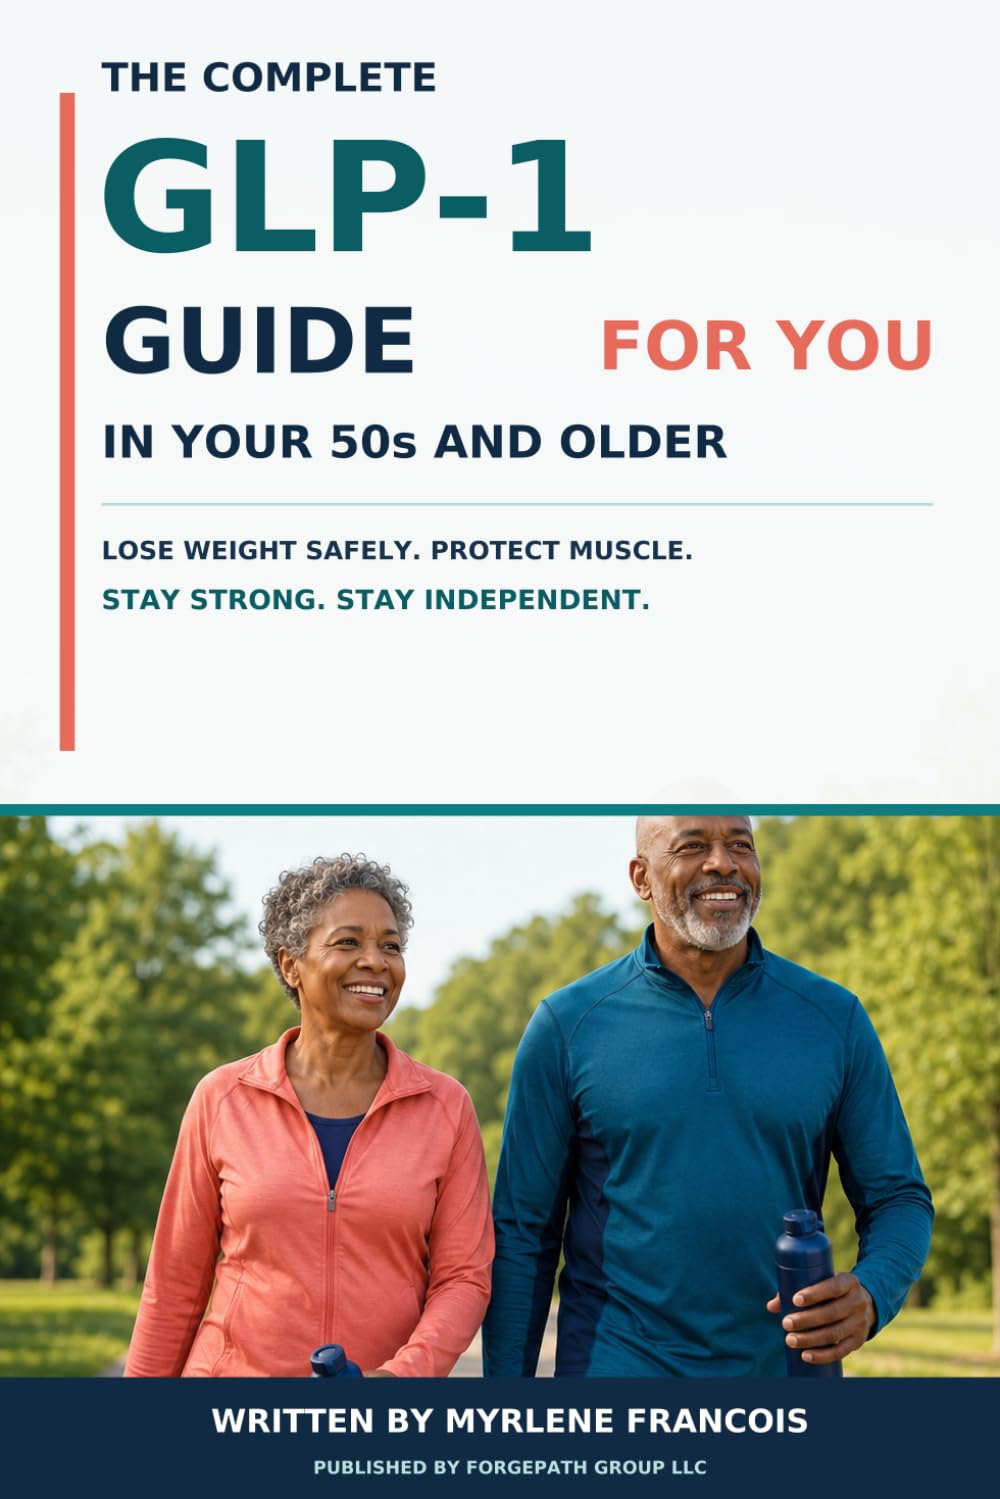 THE COMPLETE
GLP-1
GUIDE FOR YOU
IN YOUR 50s AND OLDER
LOSE WEIGHT SAFELY. PROTECT MUSCLE.
STAY STRONG. STAY INDEPENDENT.
WRITTEN BY MYRLENE FRANCOIS
PUBLISHED BY FORGEPATH GROUP LLC